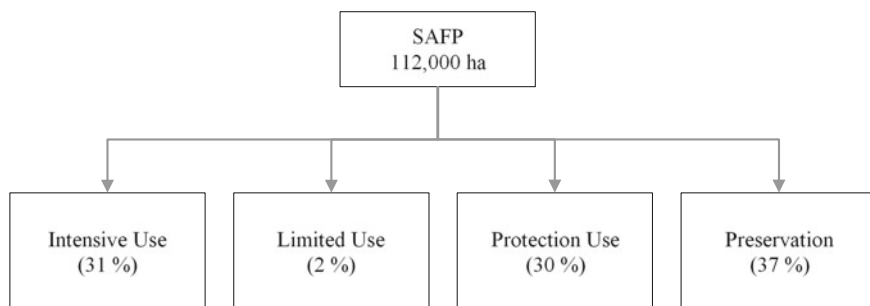 SAFP
112,000 ha
Intensive Use
(31 %)
Limited Use
(2 %)
Protection Use
(30 %)
Preservation
(37 %)